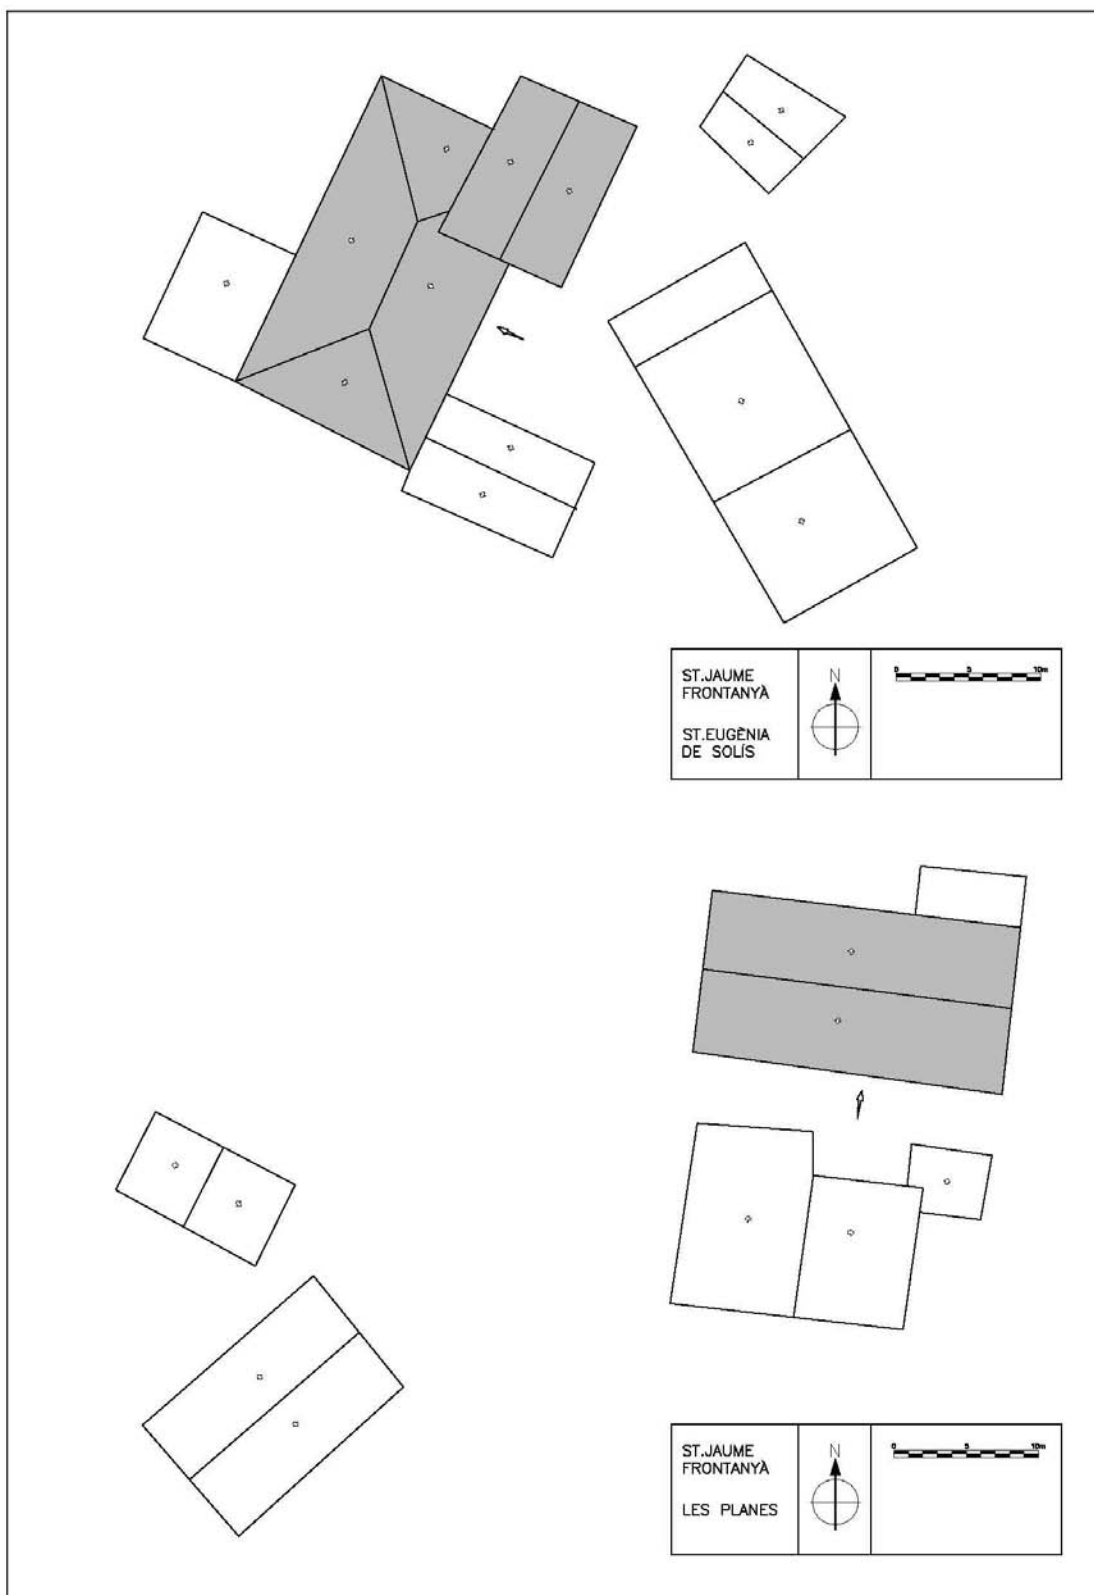 ST.JAUME
FRONTANYÀ
ST.EUGÈNIA
DE SOLÍS
N
0 5 10m
ST.JAUME
FRONTANYÀ
LES PLANES
N
0 5 10m